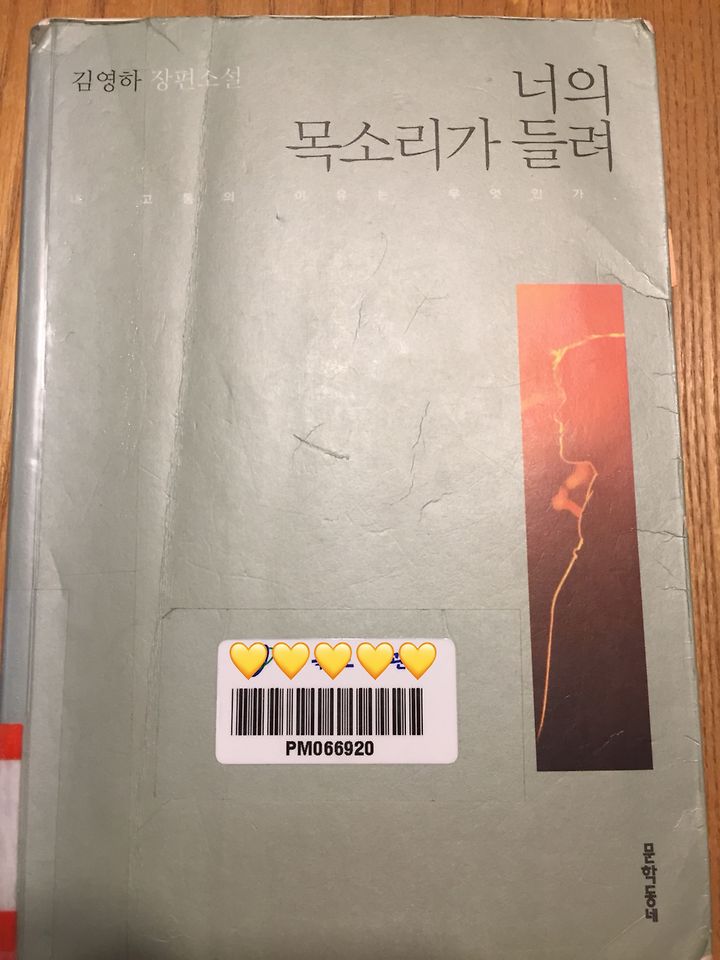 김영하 장편소설
너의
목소리가 들려
내 고통의 이유는 무엇인가
PM066920
문학동네